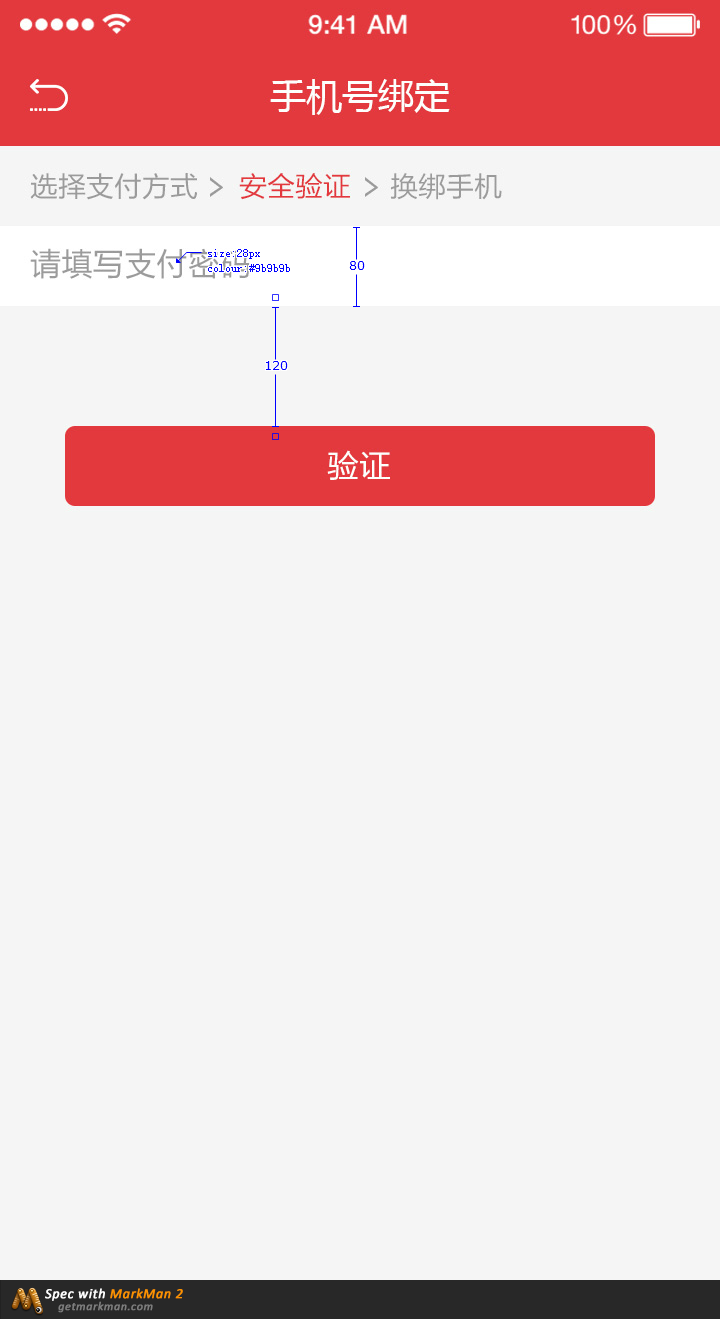 9:41 AM 100%
手机号绑定
选择支付方式 > 安全验证 > 换绑手机
请填写支付密码
size:28px
colour:#9b9b9b
80
120
验证
Spec with MarkMan 2
getmarkman.com